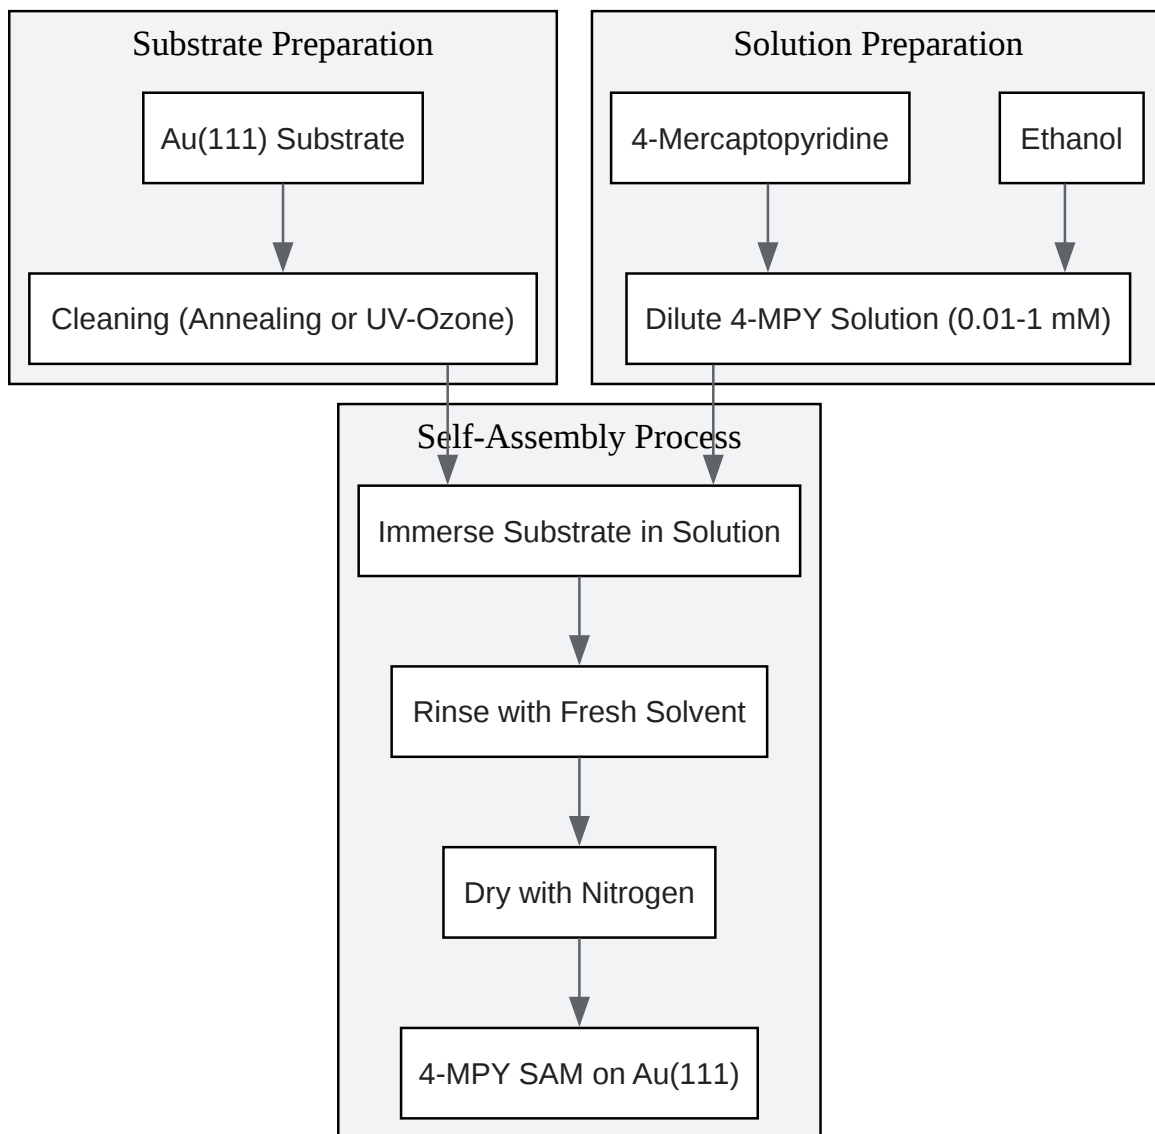 Substrate Preparation
Au(111) Substrate
Cleaning (Annealing or UV-Ozone)
Solution Preparation
4-Mercaptopyridine
Ethanol
Dilute 4-MPY Solution (0.01-1 mM)
Self-Assembly Process
Immerse Substrate in Solution
Rinse with Fresh Solvent
Dry with Nitrogen
4-MPY SAM on Au(111)